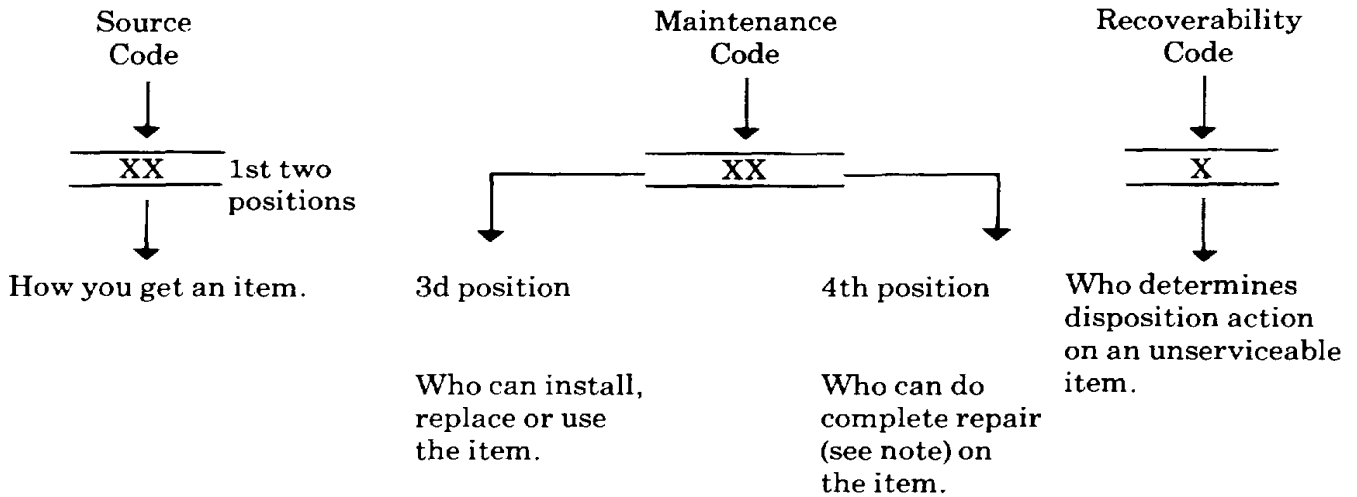 Source
Code
Maintenance
Code
Recoverability
Code
XX
1st two
positions
XX
X
How you get an item.
3d position
4th position
Who determines
disposition action
on an unserviceable
item.
Who can install,
replace or use
the item.
Who can do
complete repair
(see note) on
the item.